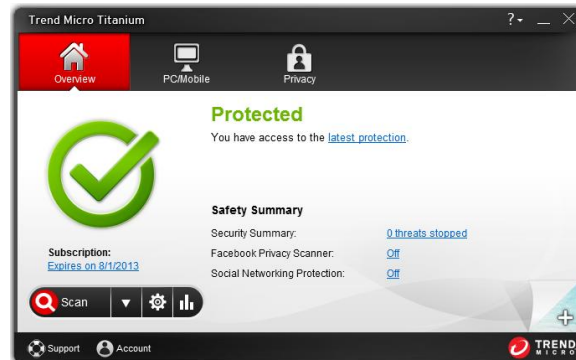 Trend Micro Titanium
?
Overview
PC/Mobile
Privacy
Protected
You have access to the latest protection.
Safety Summary
Security Summary: 0 threats stopped
Facebook Privacy Scanner: Off
Social Networking Protection: Off
Subscription:
Expires on 8/1/2013
Scan
Support
Account
TREND
MICRO